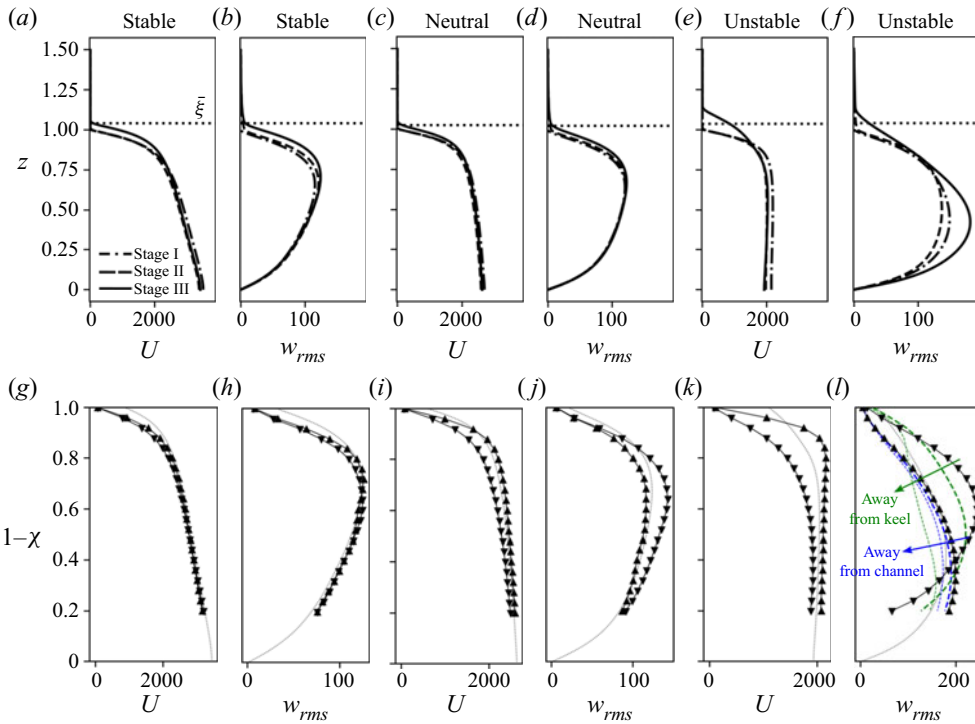 (a) Stable (b) Stable (c) Neutral (d) Neutral (e) Unstable (f) Unstable
1.50
1.25
ξ̄
1.00
z
0.75
0.50
0.25
Stage I
Stage II
Stage III
0
0 2000 0 100 0 2000 0 100 0 2000 0 100
U w_rms U w_rms U w_rms
(g) (h) (i) (j) (k) (l)
1.0
0.8
0.6
1–χ
0.4
0.2
0
Away from keel
Away from channel
0 2000 0 100 0 2000 0 100 0 2000 0 200
U w_rms U w_rms U w_rms